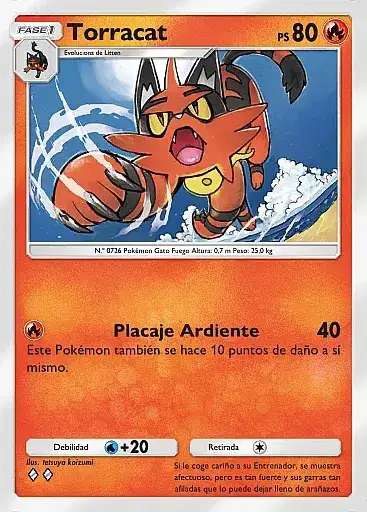 FASE 1
Torracat
PS 80
Evoluciona de Litten
N.º 0726 Pokémon Gato Fuego Altura: 0,7 m Peso: 25,0 kg
Placaje Ardiente 40
Este Pokémon también se hace 10 puntos de daño a sí
mismo.
Debilidad +20
Retirada
Ilus. tetsuya koizumi
Si le coge cariño a su Entrenador, se muestra
afectuoso, pero es tan fuerte y sus garras tan
afiladas que lo puede dejar lleno de arañazos.